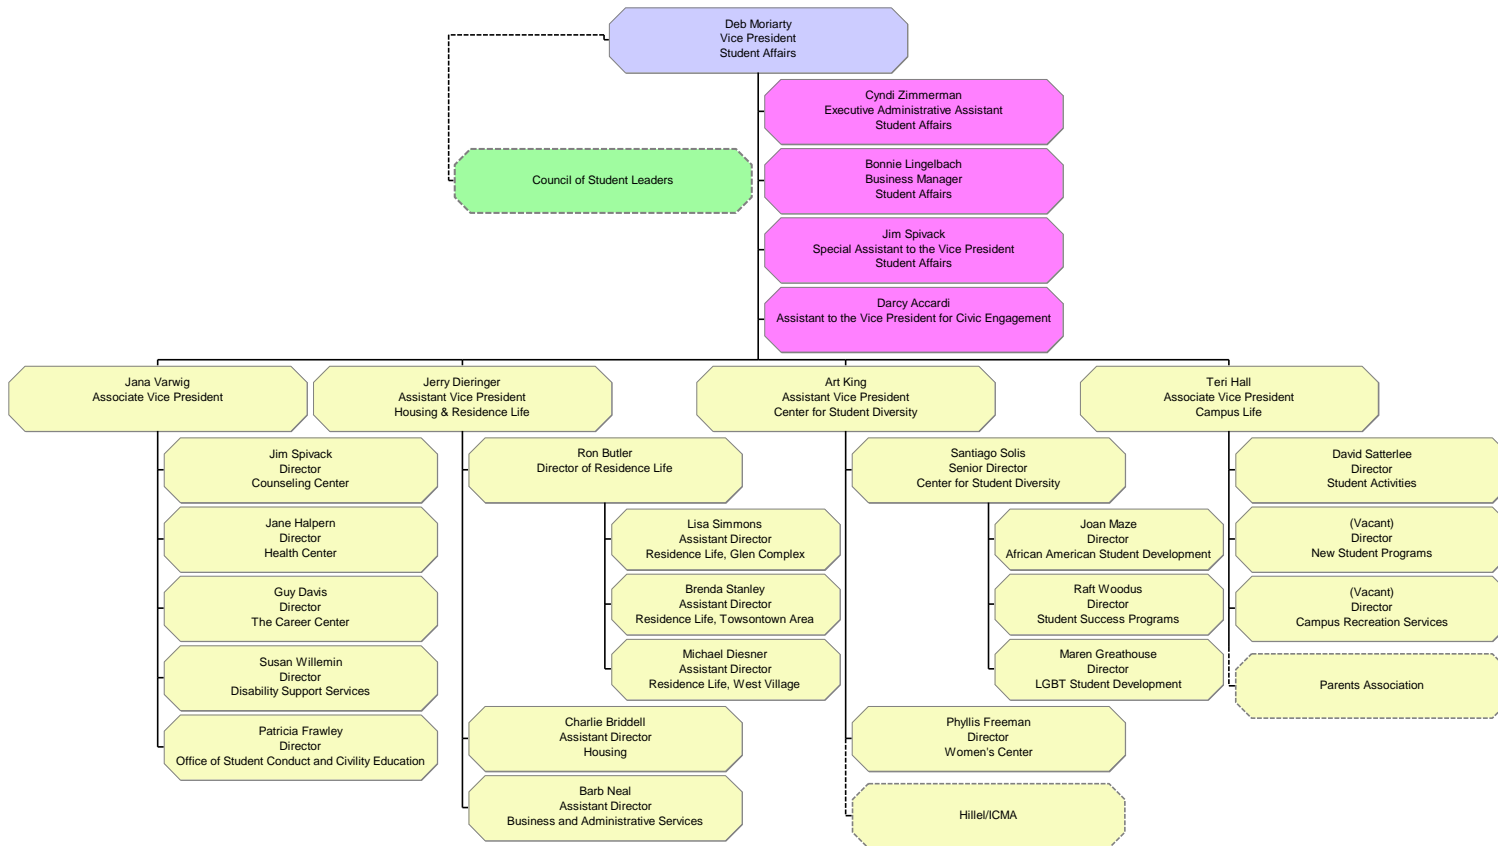 Deb Moriarty
Vice President
Student Affairs
Cyndi Zimmerman
Executive Administrative Assistant
Student Affairs
Council of Student Leaders
Bonnie Lingelbach
Business Manager
Student Affairs
Jim Spivack
Special Assistant to the Vice President
Student Affairs
Darcy Accardi
Assistant to the Vice President for Civic Engagement
Jana Varwig
Associate Vice President
Jim Spivack
Director
Counseling Center
Jane Halpern
Director
Health Center
Guy Davis
Director
The Career Center
Susan Willemin
Director
Disability Support Services
Patricia Frawley
Director
Office of Student Conduct and Civility Education
Jerry Dieringer
Assistant Vice President
Housing & Residence Life
Ron Butler
Director of Residence Life
Lisa Simmons
Assistant Director
Residence Life, Glen Complex
Brenda Stanley
Assistant Director
Residence Life, Towsontown Area
Michael Diesner
Assistant Director
Residence Life, West Village
Charlie Briddell
Assistant Director
Housing
Barb Neal
Assistant Director
Business and Administrative Services
Art King
Assistant Vice President
Center for Student Diversity
Santiago Solis
Senior Director
Center for Student Diversity
Joan Maze
Director
African American Student Development
Raft Woodus
Director
Student Success Programs
Maren Greathouse
Director
LGBT Student Development
Phyllis Freeman
Director
Women's Center
Hillel/ICMA
Teri Hall
Associate Vice President
Campus Life
David Satterlee
Director
Student Activities
(Vacant)
Director
New Student Programs
(Vacant)
Director
Campus Recreation Services
Parents Association